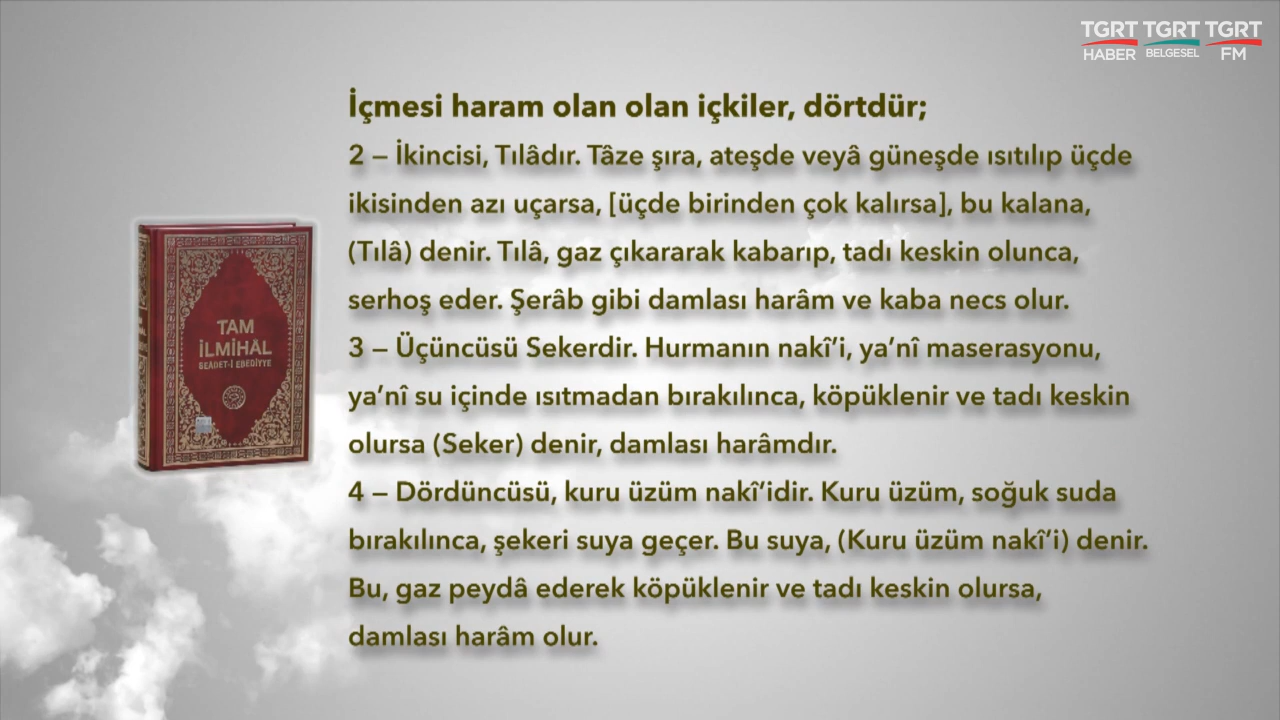 TGRT HABER TGRT BELGESEL TGRT FM
İçmesi haram olan olan içkiler, dörtdür;
2 – İkincisi, Tılâdır. Tâze şıra, ateşde veyâ güneşde ısıtılıp üçde
ikisinden azı uçarsa, [üçde birinden çok kalırsa], bu kalana,
(Tılâ) denir. Tılâ, gaz çıkararak kabarıp, tadı keskin olunca,
serhoş eder. Şerâb gibi damlası harâm ve kaba necs olur.
3 – Üçüncüsü Sekerdir. Hurmanın nakî’i, ya’nî maserasyonu,
ya’nî su içinde ısıtmadan bırakılınca, köpüklenir ve tadı keskin
olursa (Seker) denir, damlası harâmdır.
4 – Dördüncüsü, kuru üzüm nakî’idir. Kuru üzüm, soğuk suda
bırakılınca, şekeri suya geçer. Bu suya, (Kuru üzüm nakî’i) denir.
Bu, gaz peydâ ederek köpüklenir ve tadı keskin olursa,
damlası harâm olur.
TAM
İLMİHÂL
SEÂDET-İ EBEDİYYE